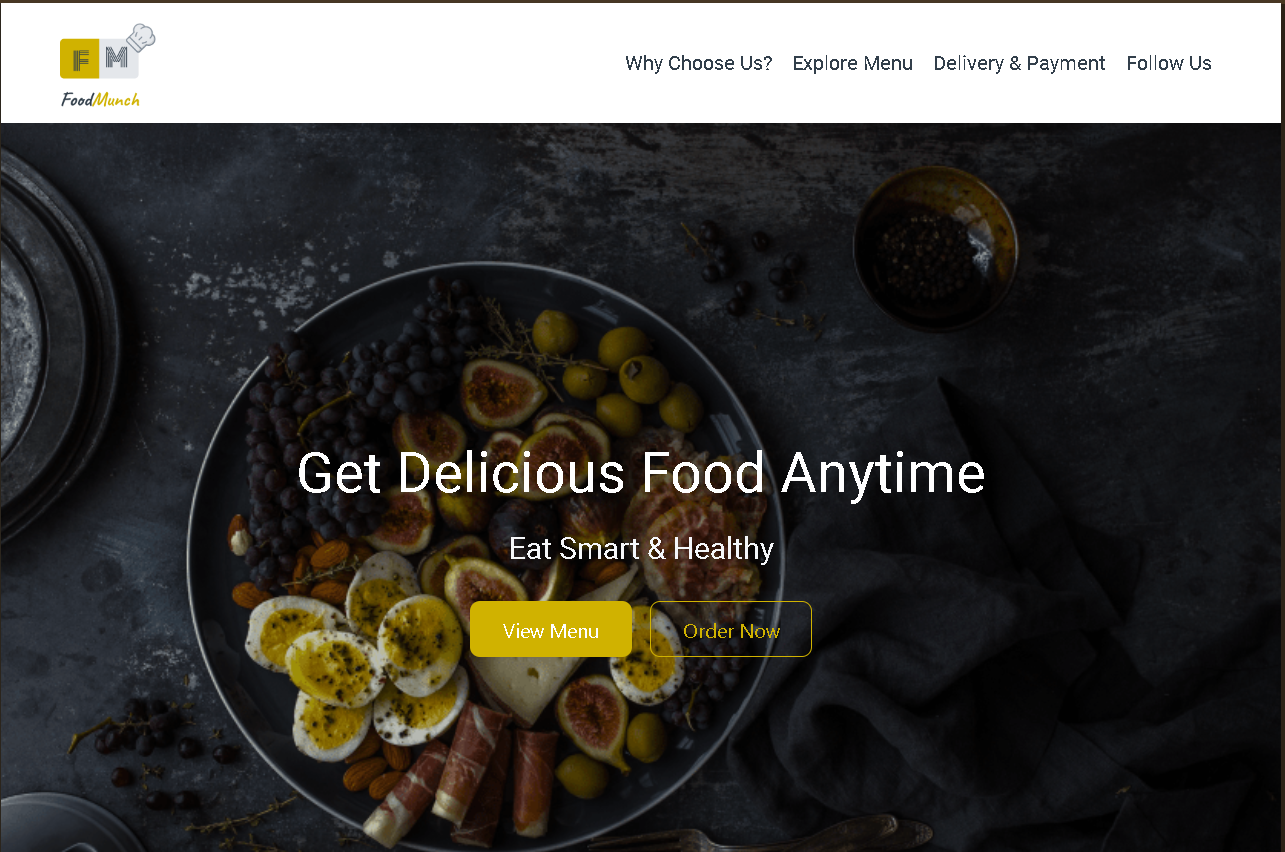 F M
FoodMunch
Why Choose Us? Explore Menu Delivery & Payment Follow Us
Get Delicious Food Anytime
Eat Smart & Healthy
View Menu Order Now